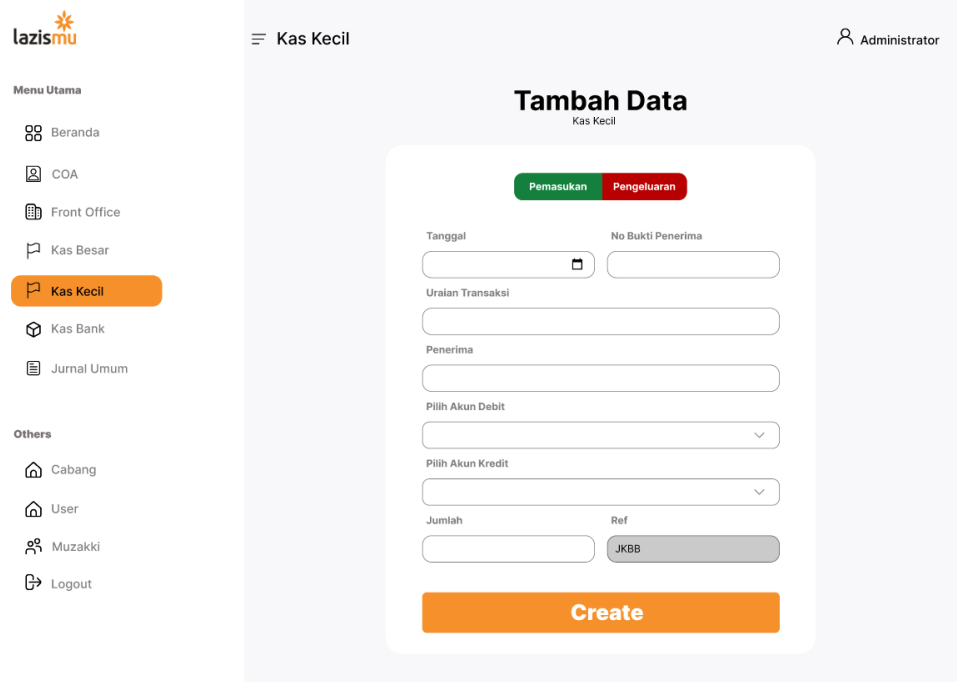 lazismu
Kas Kecil
Administrator
Menu Utama
Beranda
COA
Front Office
Kas Besar
Kas Kecil
Kas Bank
Jurnal Umum
Others
Cabang
User
Muzakki
Logout
Tambah Data
Kas Kecil
Pemasukan Pengeluaran
Tanggal No Bukti Penerima
Uraian Transaksi
Penerima
Pilih Akun Debit
Pilih Akun Kredit
Jumlah Ref
JKBB
Create